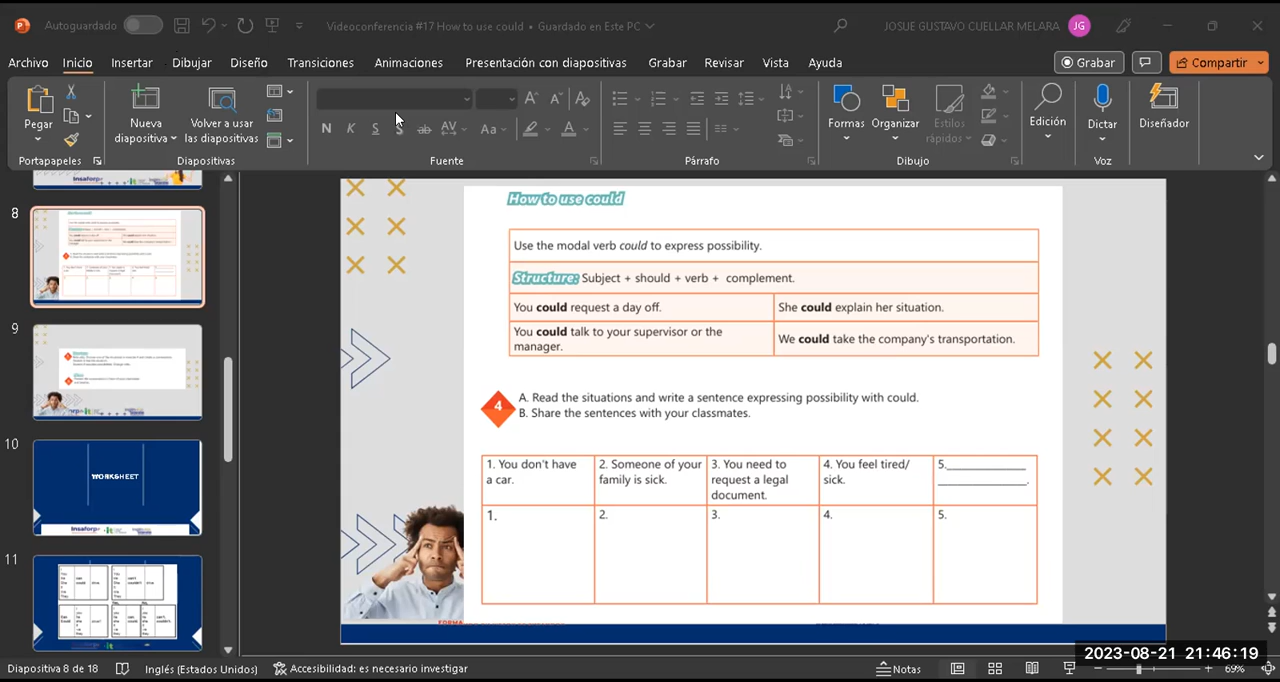 Autoguardado
Videoconferencia #17 How to use could • Guardado en Este PC
JOSUE GUSTAVO CUELLAR MELARA
JG
Archivo Inicio Insertar Dibujar Diseño Transiciones Animaciones Presentación con diapositivas Grabar Revisar Vista Ayuda
Grabar
Compartir
Pegar
Nueva diapositiva
Volver a usar las diapositivas
N K S S ab AV Aa A
Formas
Organizar
Estilos rápidos
Edición
Dictar
Diseñador
Portapapeles
Diapositivas
Fuente
Párrafo
Dibujo
Voz
8
9
10
WORKSHEET
11
How to use could
Use the modal verb could to express possibility.
Structure: Subject + should + verb + complement.
You could request a day off.
She could explain her situation.
You could talk to your supervisor or the
manager.
We could take the company's transportation.
4
A. Read the situations and write a sentence expressing possibility with could.
B. Share the sentences with your classmates.
1. You don't have
a car.
2. Someone of your
family is sick.
3. You need to
request a legal
document.
4. You feel tired/
sick.
5.______________
________________.
1.
2.
3.
4.
5.
2023-08-21 21:46:19
Diapositiva 8 de 18
Inglés (Estados Unidos)
Accesibilidad: es necesario investigar
Notas
69%